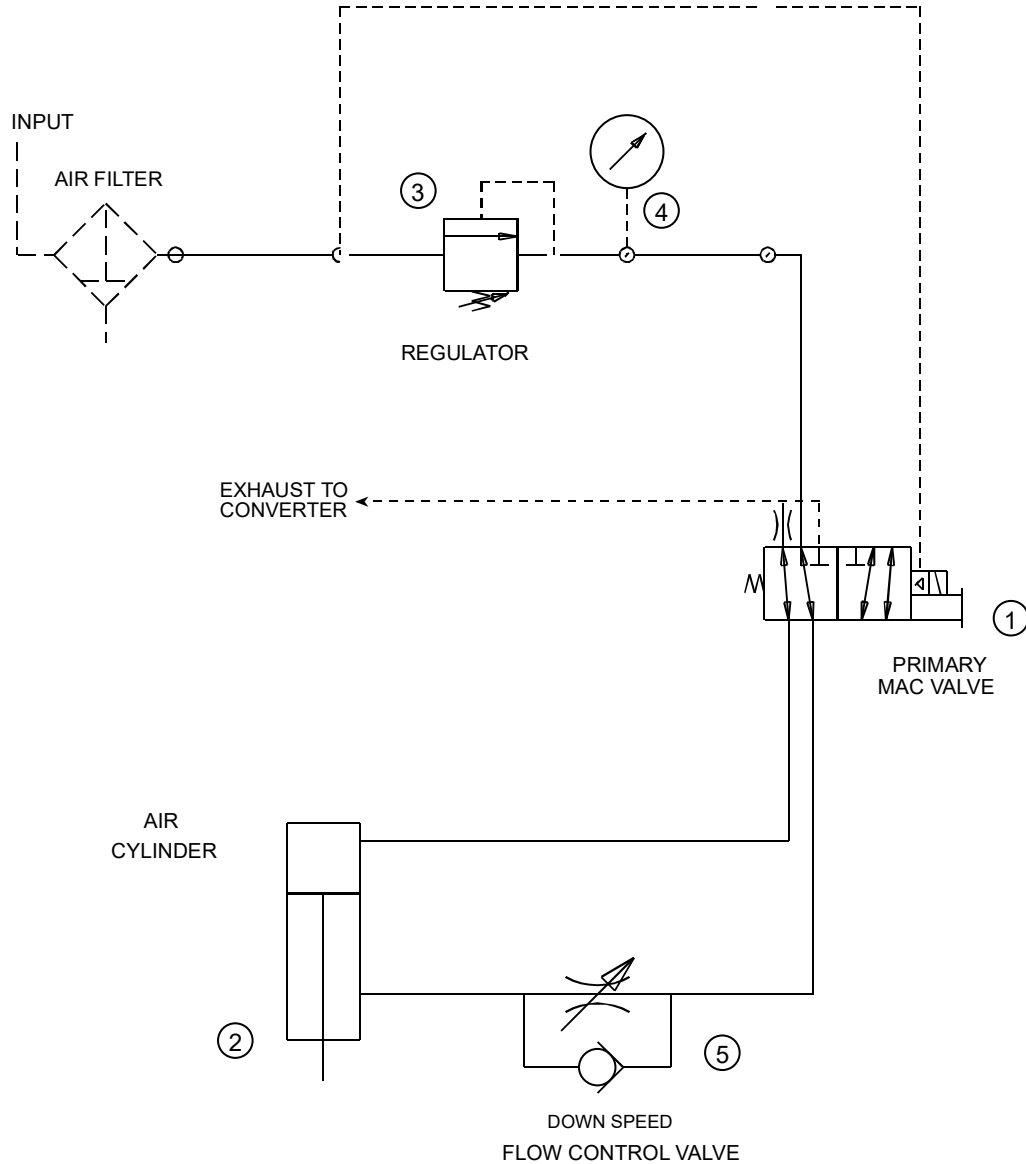 INPUT
AIR FILTER
3
4
REGULATOR
EXHAUST TO
CONVERTER
1
PRIMARY
MAC VALVE
AIR
CYLINDER
2
5
DOWN SPEED
FLOW CONTROL VALVE